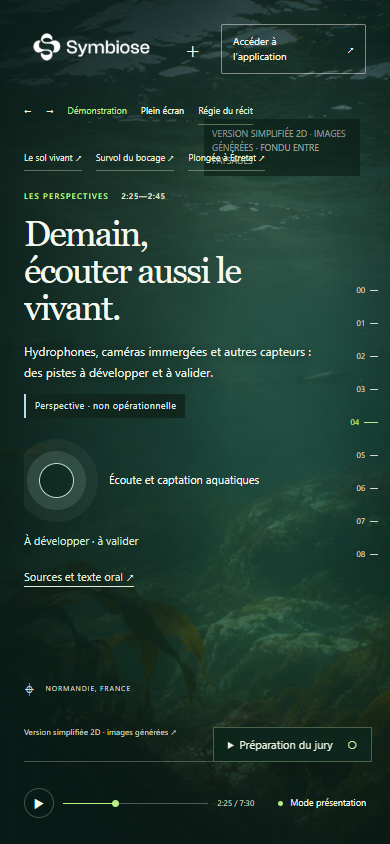 Symbiose
Accéder à
l'application ↗
← → Démonstration Plein écran Régie du récit
VERSION SIMPLIFIÉE 2D · IMAGES
GÉNÉRÉES · FONDU ENTRE
Le sol vivant ↗ Survol du bocage ↗ Plongée à Étretat ↗
LES PERSPECTIVES 2:25—2:45
Demain,
écouter aussi le
vivant.
Hydrophones, caméras immergées et autres capteurs :
des pistes à développer et à valider.
Perspective · non opérationnelle
Écoute et captation aquatiques
À développer · à valider
Sources et texte oral ↗
00
01
02
03
04
05
06
07
08
NORMANDIE, FRANCE
Version simplifiée 2D · images générées ↗
▶ Préparation du jury
2:25 / 7:30
Mode présentation